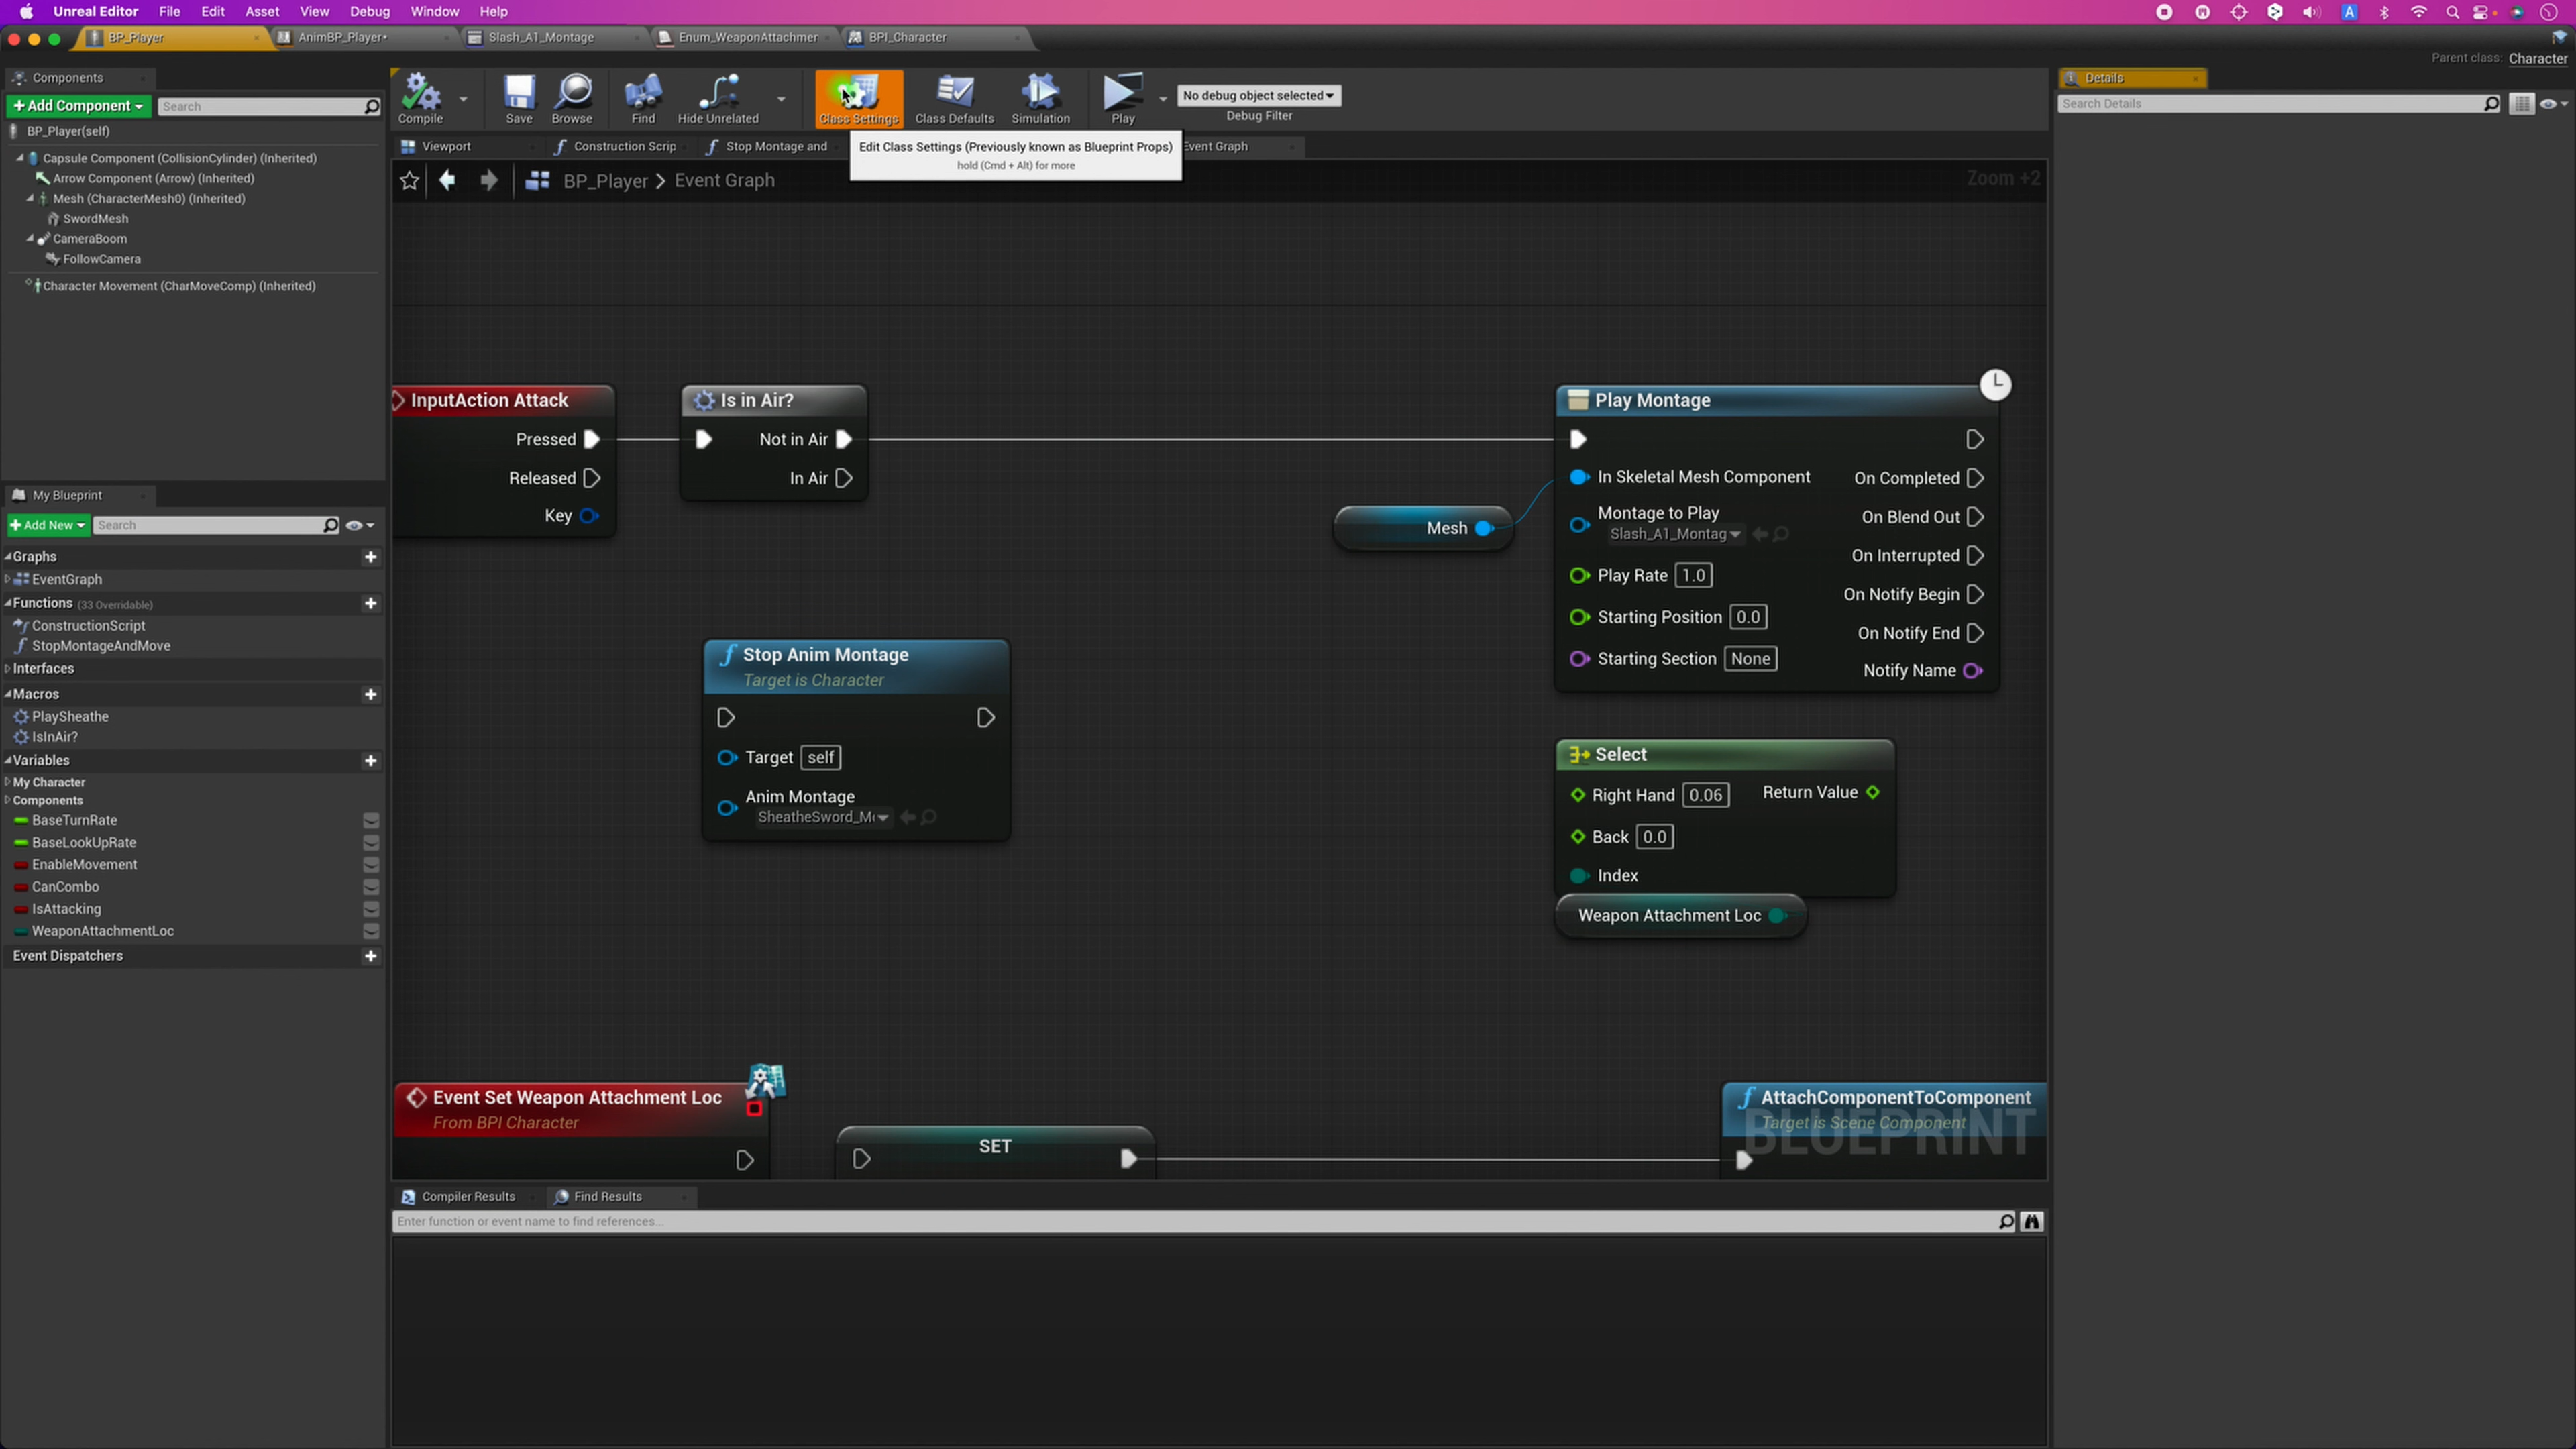 Unreal Editor File Edit Asset View Debug Window Help
BP_Player
AnimBP_Player*
Slash_A1_Montage
Enum_WeaponAttachmer
BPI_Character
Parent class: Character
Components
+Add Component
Search
BP_Player(self)
Capsule Component (CollisionCylinder) (Inherited)
Arrow Component (Arrow) (Inherited)
Mesh (CharacterMesh0) (Inherited)
SwordMesh
CameraBoom
FollowCamera
Character Movement (CharMoveComp) (Inherited)
My Blueprint
+Add New
Search
Graphs
EventGraph
Functions (33 Overridable)
ConstructionScript
StopMontageAndMove
Interfaces
Macros
PlaySheathe
IsInAir?
Variables
My Character
Components
BaseTurnRate
BaseLookUpRate
EnableMovement
CanCombo
IsAttacking
WeaponAttachmentLoc
Event Dispatchers
Compile
Save
Browse
Find
Hide Unrelated
Class Settings
Class Defaults
Simulation
Play
No debug object selected
Debug Filter
Viewport
Construction Scrip
Stop Montage and
Event Graph
Edit Class Settings (Previously known as Blueprint Props)
hold (Cmd + Alt) for more
BP_Player > Event Graph
Zoom +2
InputAction Attack
Pressed
Released
Key
Is in Air?
Not in Air
In Air
Mesh
Play Montage
In Skeletal Mesh Component
Montage to Play
Slash_A1_Montag
Play Rate 1.0
Starting Position 0.0
Starting Section None
On Completed
On Blend Out
On Interrupted
On Notify Begin
On Notify End
Notify Name
Stop Anim Montage
Target is Character
Target self
Anim Montage
SheatheSword_M
Select
Right Hand 0.06
Return Value
Back 0.0
Index
Weapon Attachment Loc
Event Set Weapon Attachment Loc
From BPI Character
SET
AttachComponentToComponent
Target is Scene Component
BLUEPRINT
Compiler Results
Find Results
Enter function or event name to find references...
Details
Search Details